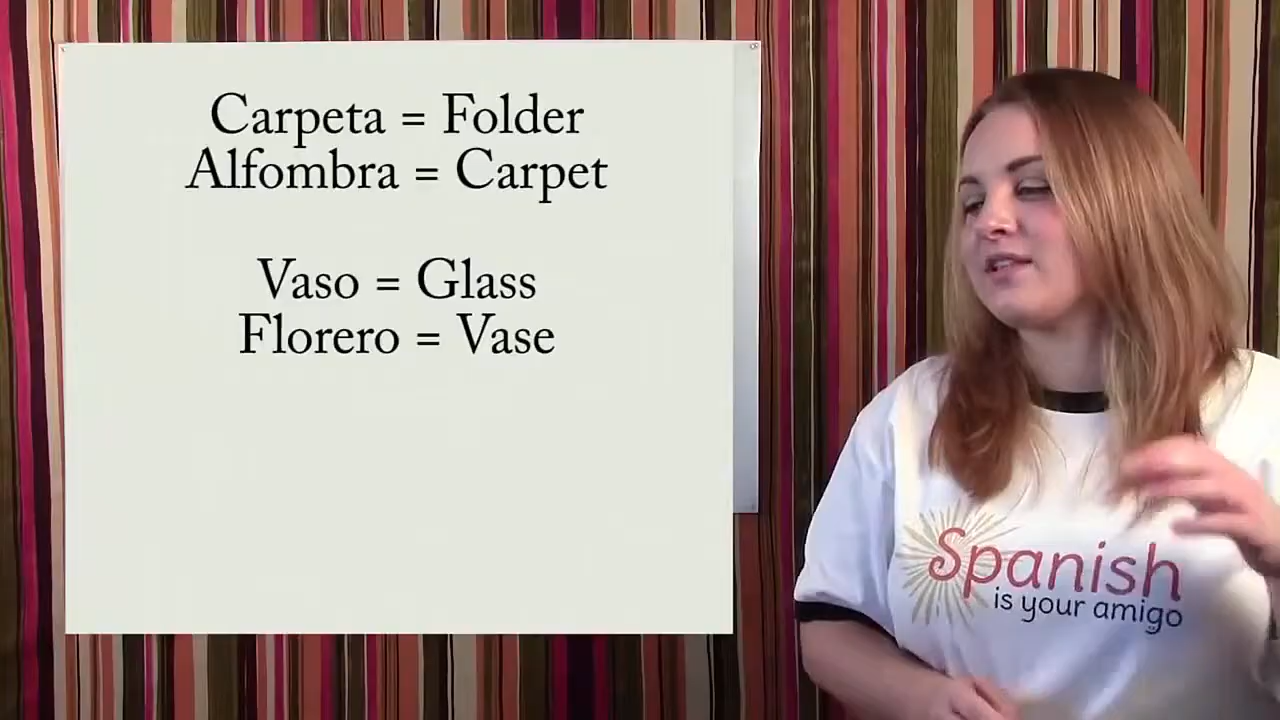 Carpeta = Folder
Alfombra = Carpet
Vaso = Glass
Florero = Vase
Spanish
is your amigo